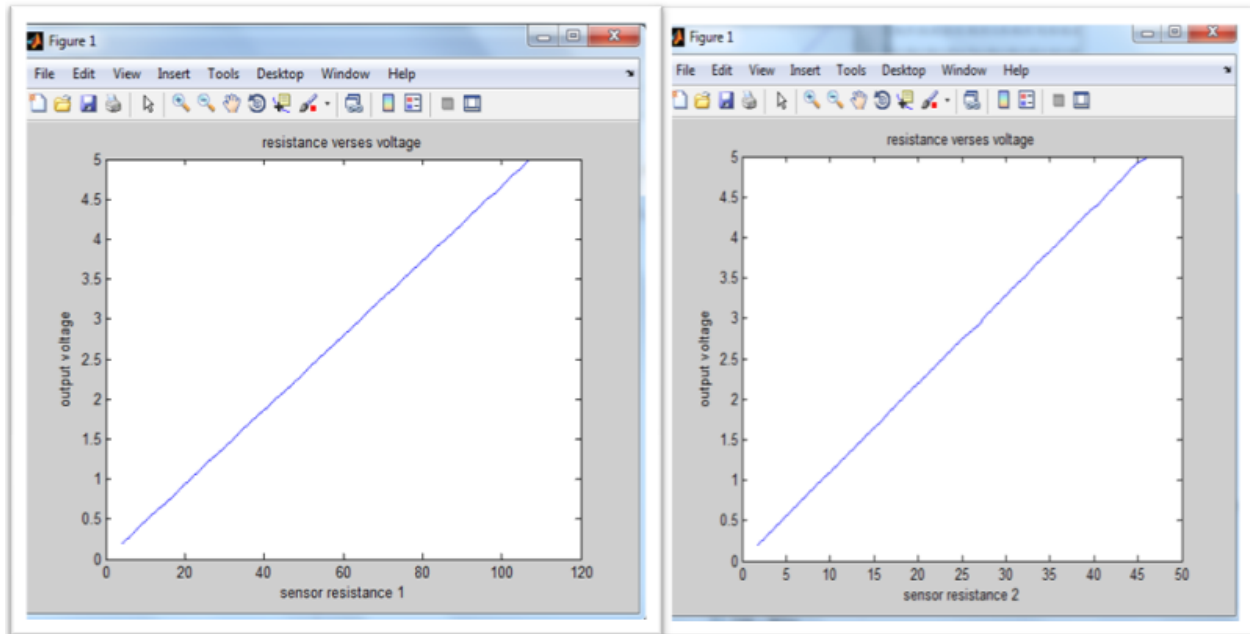 Figure 1
File Edit View Insert Tools Desktop Window Help
resistance verses voltage
5
4.5
4
3.5
3
2.5
2
1.5
1
0.5
0
output voltage
0 20 40 60 80 100 120
sensor resistance 1
Figure 1
File Edit View Insert Tools Desktop Window Help
resistance verses voltage
5
4.5
4
3.5
3
2.5
2
1.5
1
0.5
0
output voltage
0 5 10 15 20 25 30 35 40 45 50
sensor resistance 2